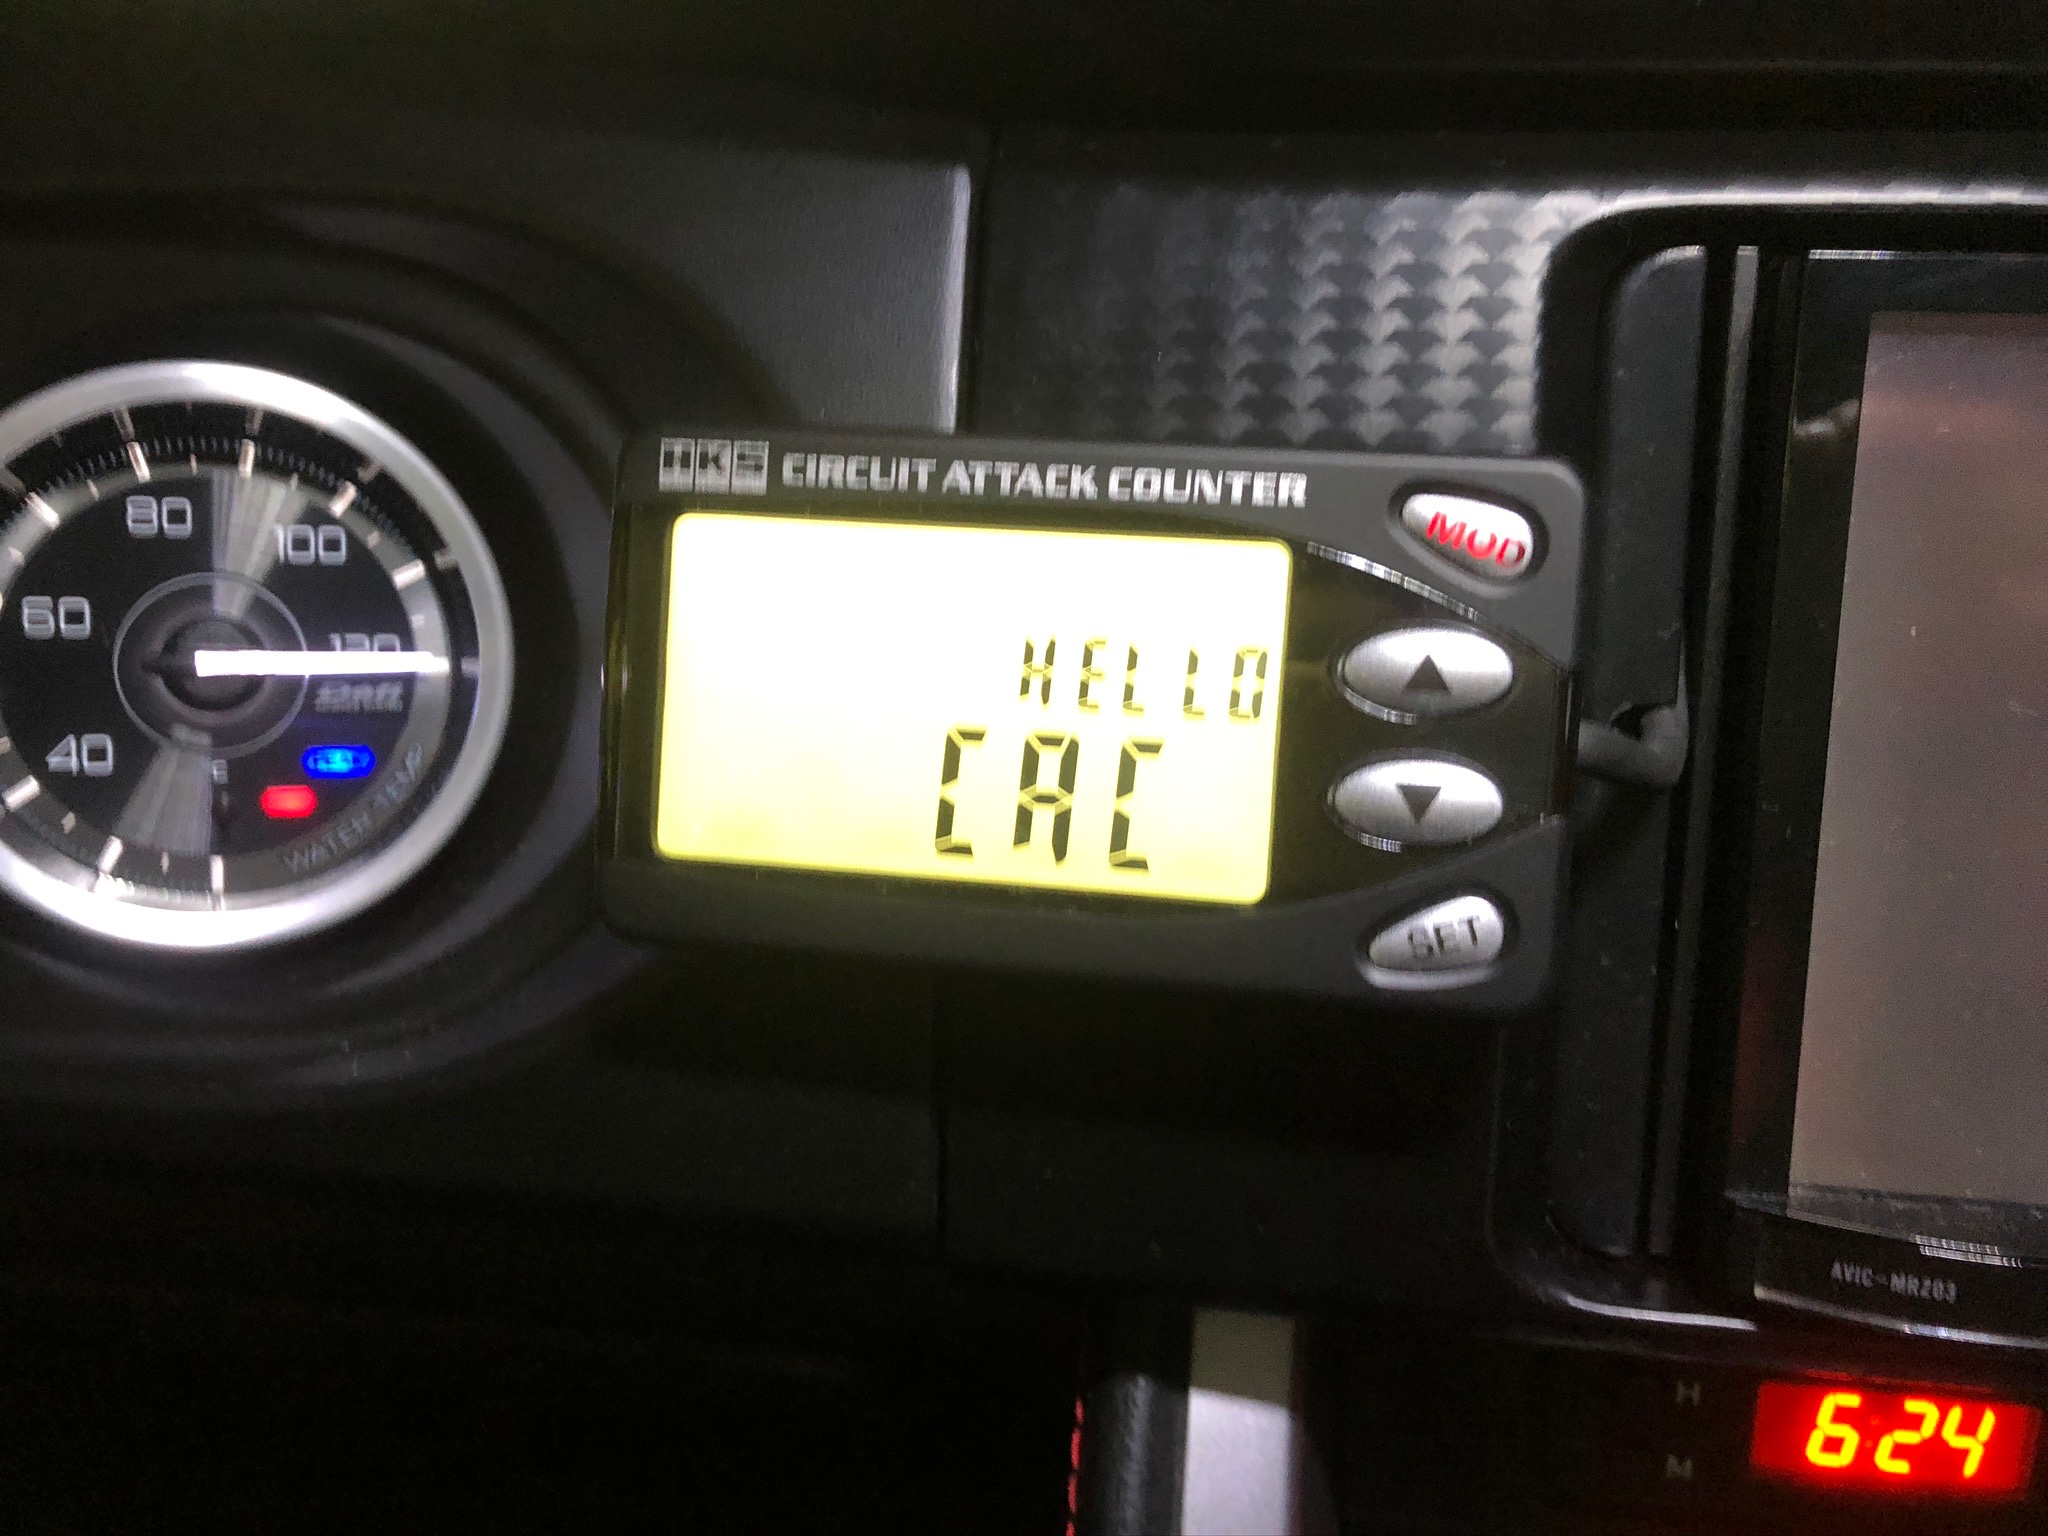 HKS CIRCUIT ATTACK COUNTER
MOD
HELLO
CAC
SET
80
100
60
120
40
WATER TEMP
AVIC-MRZ03
H
M
6:24